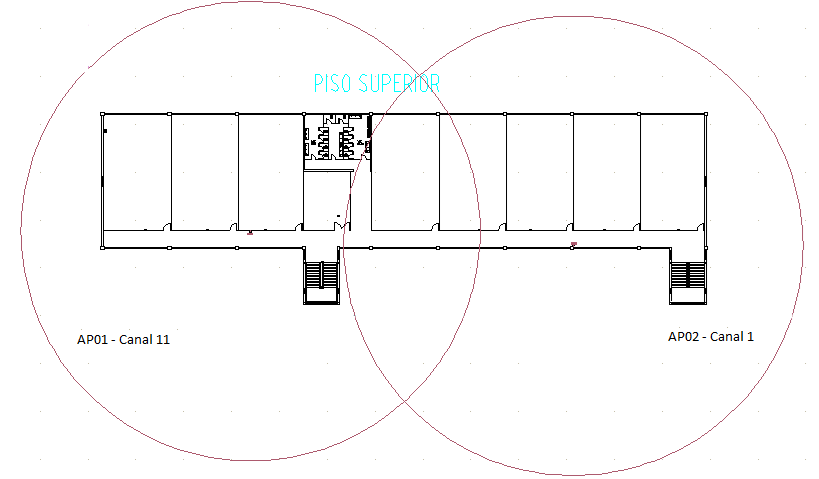 PISO SUPERIOR
AP01 - Canal 11
AP02 - Canal 1